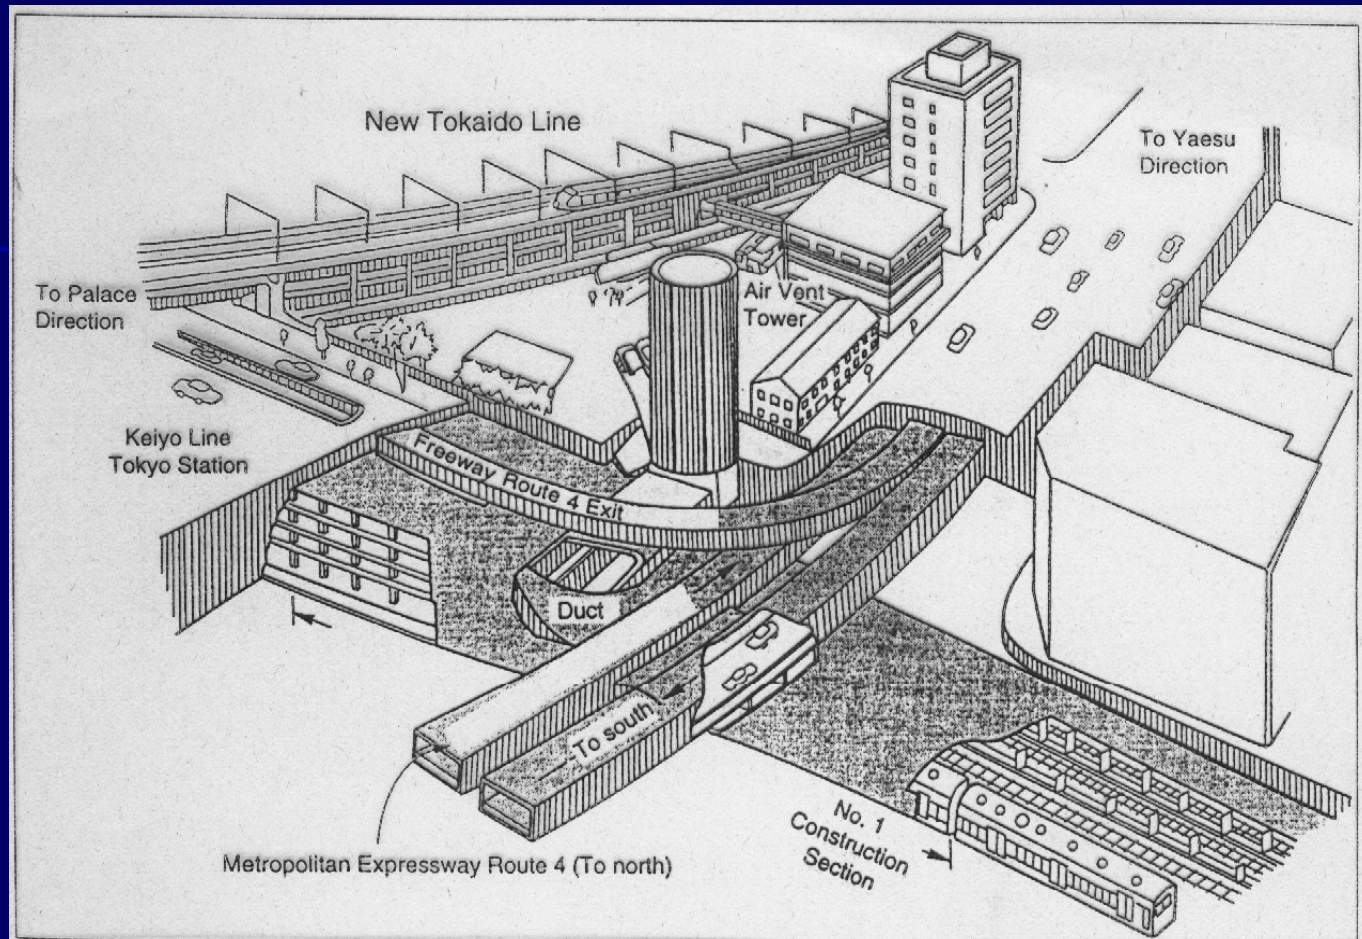 New Tokaido Line
To Yaesu
Direction
To Palace
Direction
Air Vent
Tower
Keiyo Line
Tokyo Station
Freeway Route 4 Exit
Duct
To south
No. 1
Construction
Section
Metropolitan Expressway Route 4 (To north)